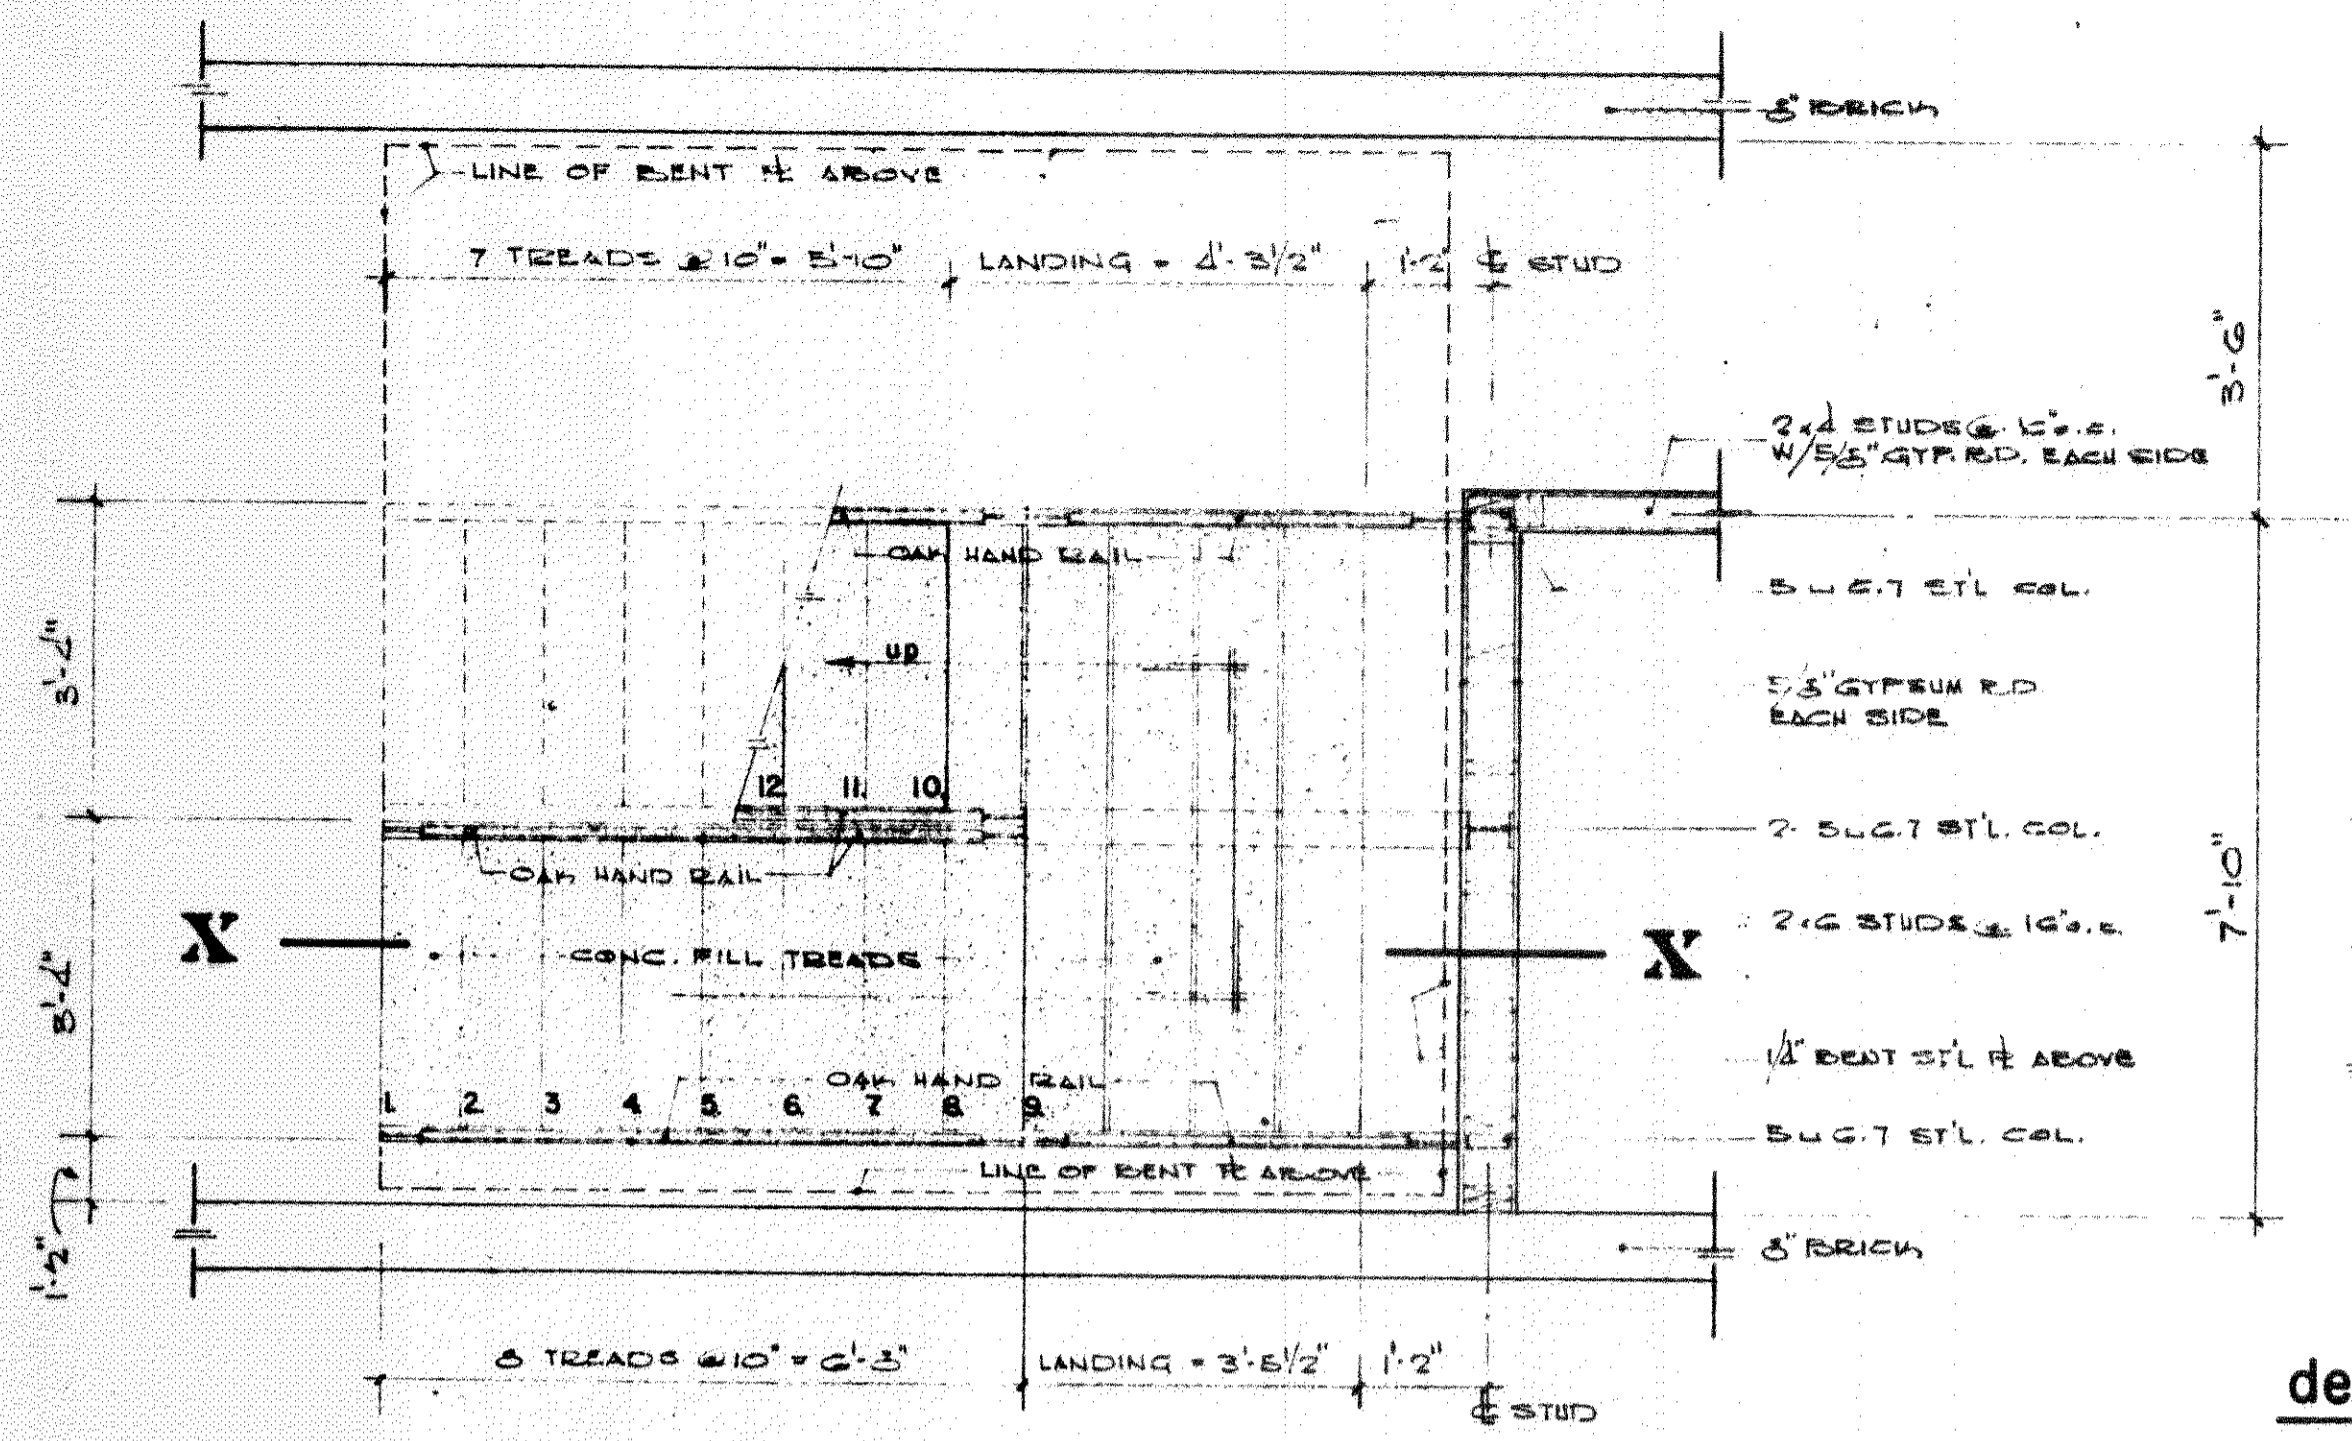 8" BRICK
LINE OF BENT ⅊ ABOVE
7 TREADS @ 10" = 5'-10"
LANDING = 4'-3 1/2"
1'-2"
℄ STUD
3'-6"
2x4 STUDS @ 16" o.c.
W/ 5/8" GYP. BD. EACH SIDE
OAK HAND RAIL
5 ⊔ 6.7 ST'L COL.
3'-4"
up
5/8" GYPSUM BD
EACH SIDE
12. 11. 10.
2- 5 ⊔ 6.7 ST'L. COL.
OAK HAND RAIL
7'-10"
X
X
2x6 STUDS @ 16" o.c.
CONC. FILL TREADS
3'-4"
1/4" BENT ST'L ⅊ ABOVE
OAK HAND RAIL
1. 2. 3 4. 5. 6. 7. 8. 9.
5 ⊔ 6.7 ST'L. COL.
LINE OF BENT ⅊ ABOVE
1'-2"
8" BRICK
8 TREADS @ 10" = 6'-8"
LANDING = 3'-5 1/2"
1'-2"
℄ STUD
de